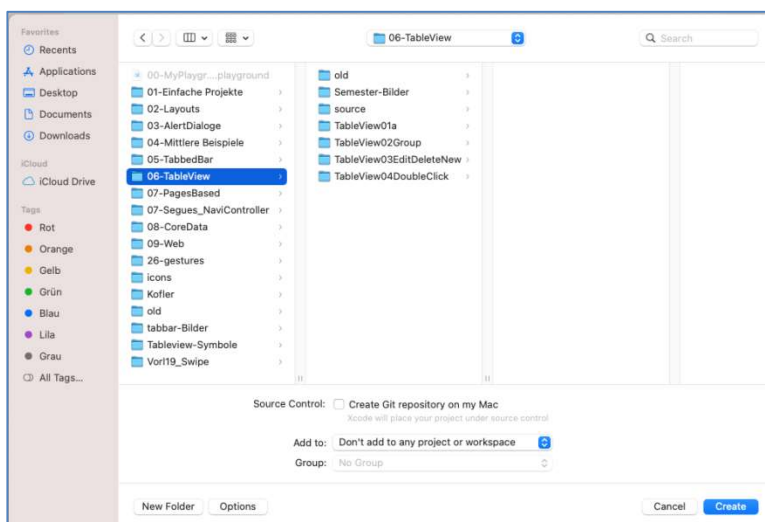 Favorites
Recents
Applications
Desktop
Documents
Downloads
iCloud
iCloud Drive
Tags
Rot
Orange
Gelb
Grün
Blau
Lila
Grau
All Tags...
06-TableView
Search
00-MyPlaygr....playground
01-Einfache Projekte
02-Layouts
03-AlertDialoge
04-Mittlere Beispiele
05-TabbedBar
06-TableView
07-PagesBased
07-Segues_NaviController
08-CoreData
09-Web
26-gestures
icons
Kofler
old
tabbar-Bilder
Tableview-Symbole
Vorl19_Swipe
old
Semester-Bilder
source
TableView01a
TableView02Group
TableView03EditDeleteNew
TableView04DoubleClick
Source Control: Create Git repository on my Mac
Xcode will place your project under source control
Add to: Don't add to any project or workspace
Group: No Group
New Folder Options Cancel Create